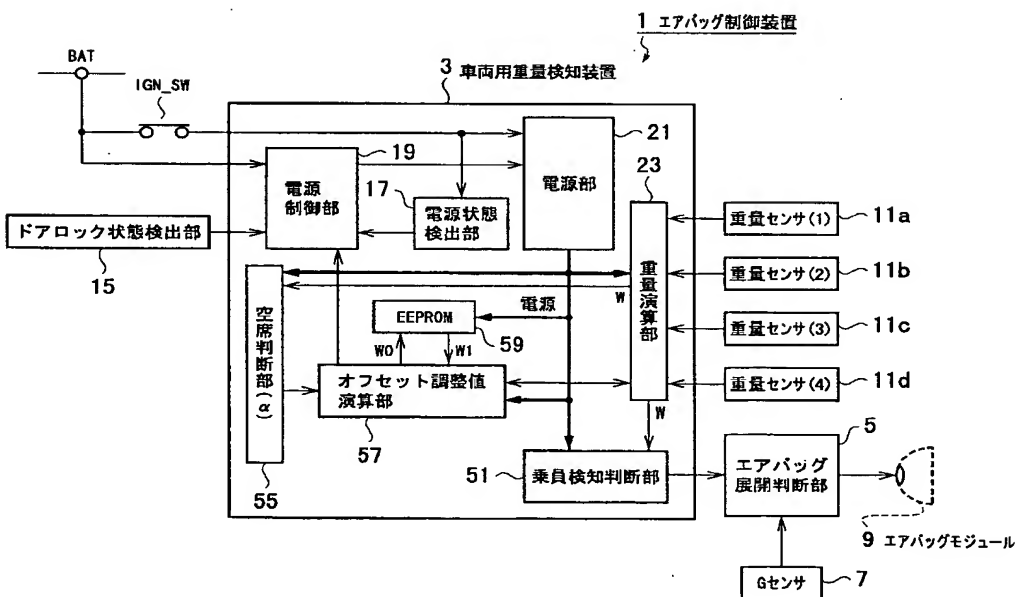 1 エアバッグ制御装置
BAT
IGN_SW
3 車両用重量検知装置
21
19
電源部
23
電源
制御部
17
電源状態
検出部
重量センサ(1)
11a
ドアロック状態検出部
15
重量センサ(2)
11b
重量演算部
W
電源
EEPROM
59
重量センサ(3)
11c
空席判断部(α)
W0
W1
オフセット調整値
演算部
重量センサ(4)
11d
57
W
5
55
51
乗員検知判断部
エアバッグ
展開判断部
9 エアバッグモジュール
Gセンサ
7